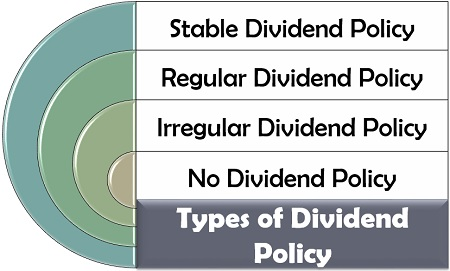 Stable Dividend Policy
Regular Dividend Policy
Irregular Dividend Policy
No Dividend Policy
Types of Dividend
Policy